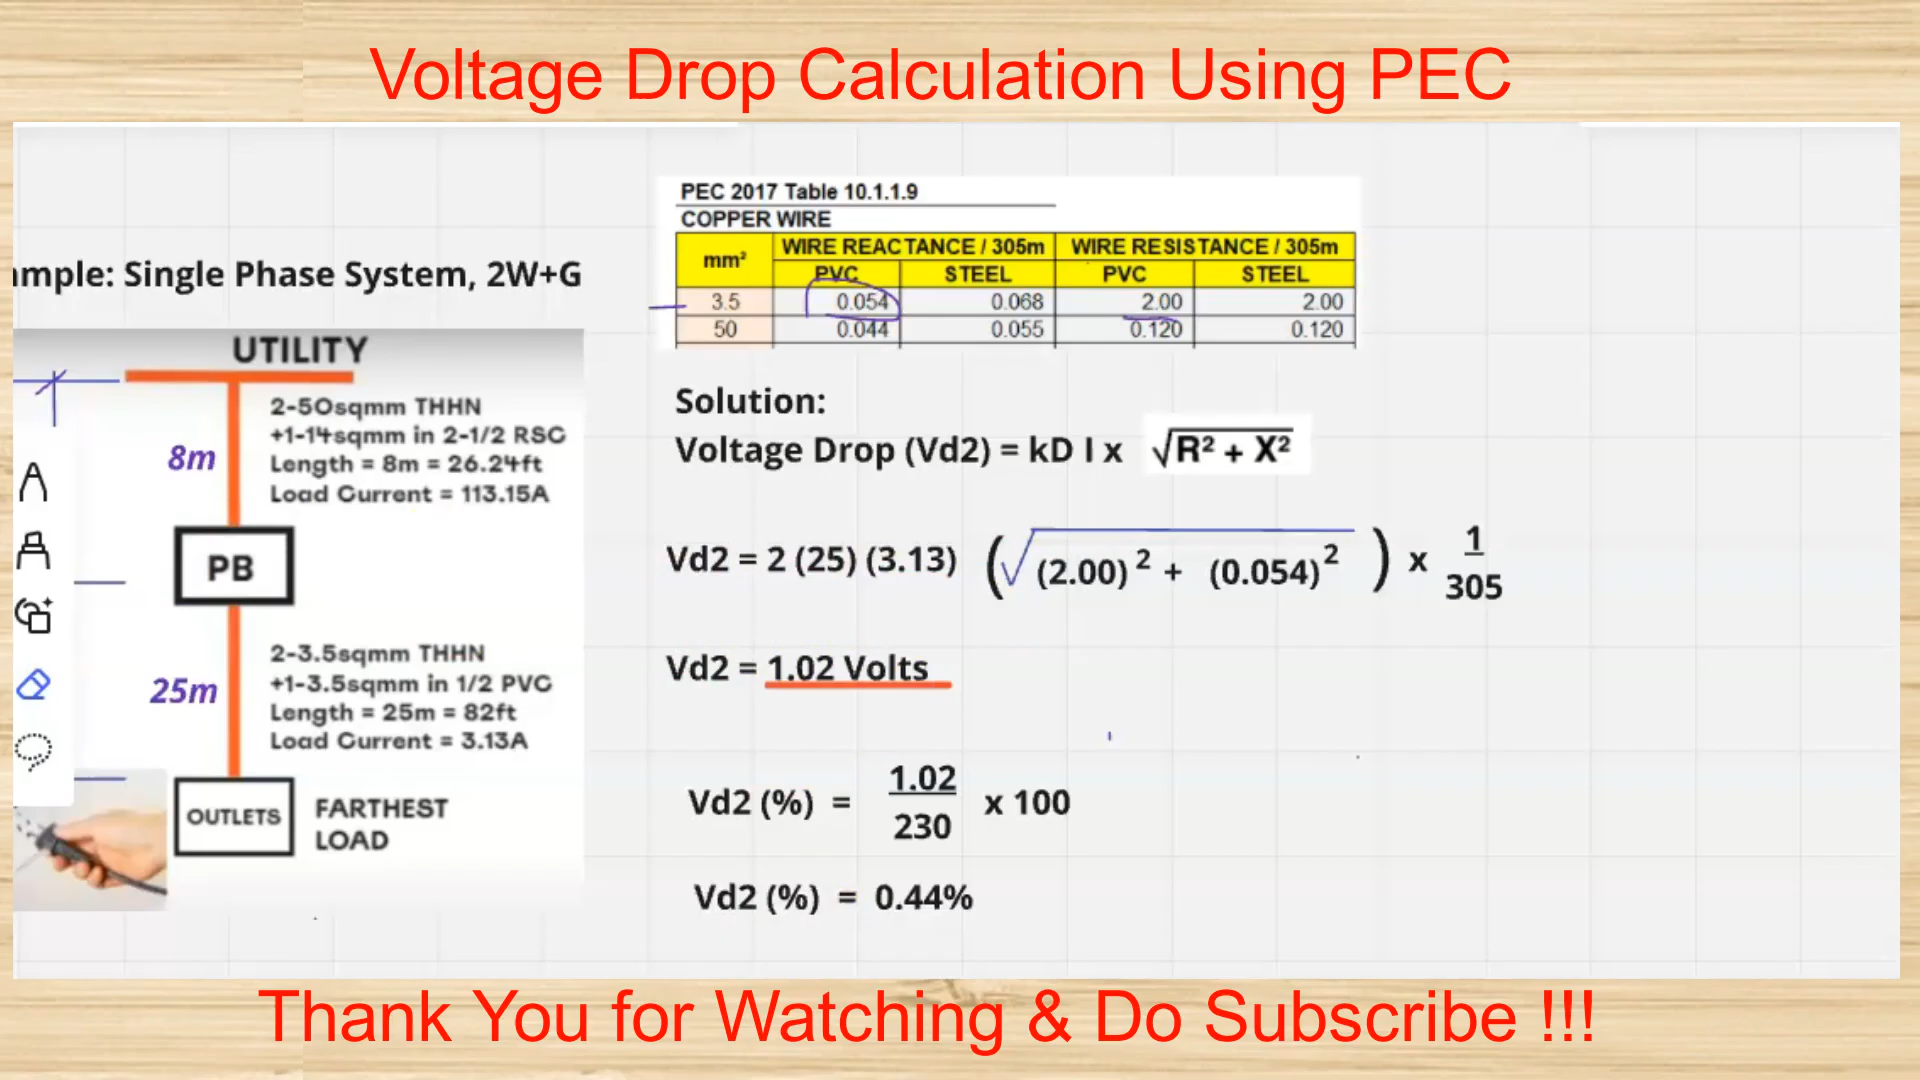 Voltage Drop Calculation Using PEC
mple: Single Phase System, 2W+G
UTILITY
2-50sqmm THHN
+1-14sqmm in 2-1/2 RSC
Length = 8m = 26.24ft
Load Current = 113.15A
8m
PB
2-3.5sqmm THHN
+1-3.5sqmm in 1/2 PVC
Length = 25m = 82ft
Load Current = 3.13A
25m
OUTLETS
FARTHEST
LOAD
PEC 2017 Table 10.1.1.9
COPPER WIRE
mm² WIRE REACTANCE / 305m WIRE RESISTANCE / 305m
PVC STEEL PVC STEEL
3.5 0.054 0.068 2.00 2.00
50 0.044 0.055 0.120 0.120
Solution:
Voltage Drop (Vd2) = kD I x √R² + X²
Vd2 = 2 (25) (3.13) (√(2.00)² + (0.054)²) x 1/305
Vd2 = 1.02 Volts
Vd2 (%) = 1.02/230 x 100
Vd2 (%) = 0.44%
Thank You for Watching & Do Subscribe !!!